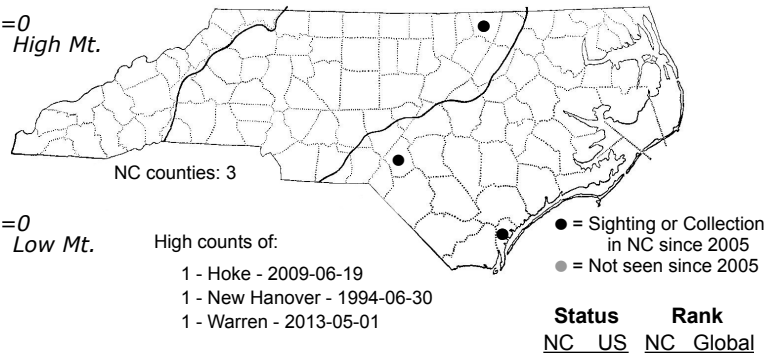 =0
High Mt.
NC counties: 3
=0
Low Mt.
High counts of:
1 - Hoke - 2009-06-19
1 - New Hanover - 1994-06-30
1 - Warren - 2013-05-01
● = Sighting or Collection
in NC since 2005
● = Not seen since 2005
Status Rank
NC US NC Global